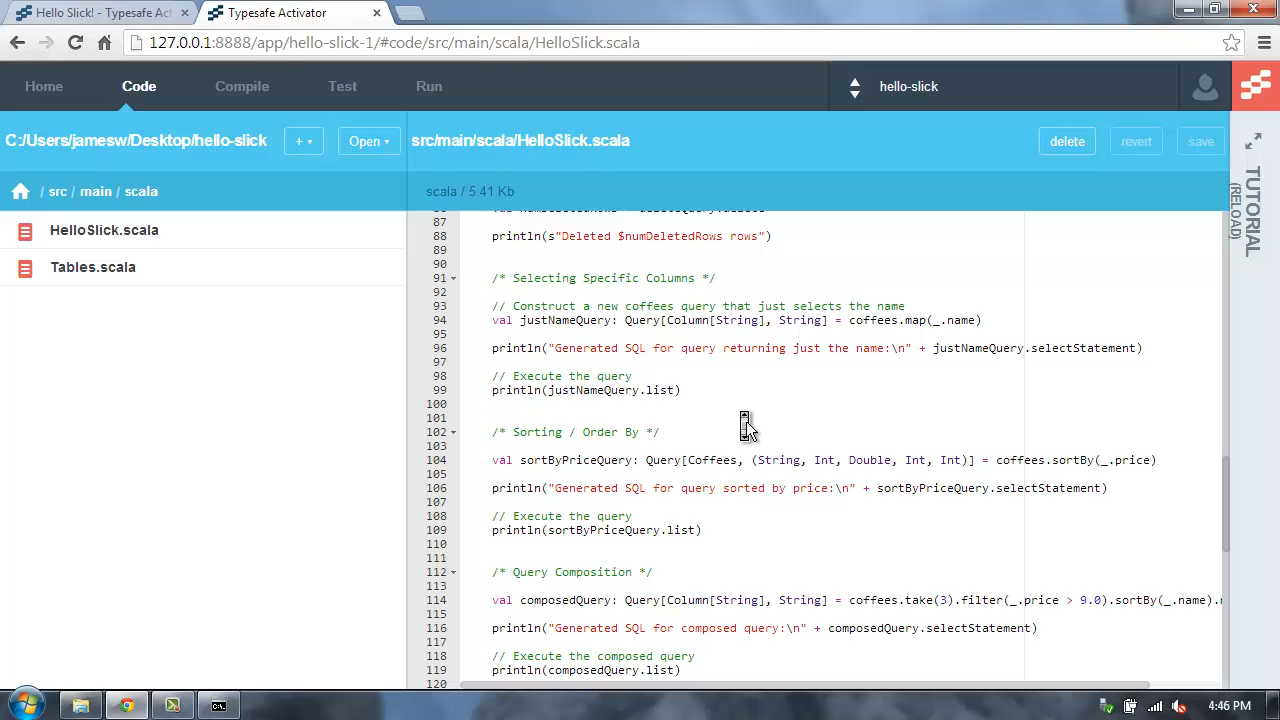 Hello Slick! - Typesafe Act
Typesafe Activator
127.0.0.1:8888/app/hello-slick-1/#code/src/main/scala/HelloSlick.scala
Home Code Compile Test Run hello-slick
C:/Users/jamesw/Desktop/hello-slick + Open src/main/scala/HelloSlick.scala delete revert save
/ src / main / scala scala / 5.41 Kb
HelloSlick.scala
Tables.scala
TUTORIAL
(RELOAD)
87
88 println(s"Deleted $numDeletedRows rows")
89
90
91 /* Selecting Specific Columns */
92
93 // Construct a new coffees query that just selects the name
94 val justNameQuery: Query[Column[String], String] = coffees.map(_.name)
95
96 println("Generated SQL for query returning just the name:\n" + justNameQuery.selectStatement)
97
98 // Execute the query
99 println(justNameQuery.list)
100
101
102 /* Sorting / Order By */
103
104 val sortByPriceQuery: Query[Coffees, (String, Int, Double, Int, Int)] = coffees.sortBy(_.price)
105
106 println("Generated SQL for query sorted by price:\n" + sortByPriceQuery.selectStatement)
107
108 // Execute the query
109 println(sortByPriceQuery.list)
110
111
112 /* Query Composition */
113
114 val composedQuery: Query[Column[String], String] = coffees.take(3).filter(_.price > 9.0).sortBy(_.name).
115
116 println("Generated SQL for composed query:\n" + composedQuery.selectStatement)
117
118 // Execute the composed query
119 println(composedQuery.list)
120
4:46 PM